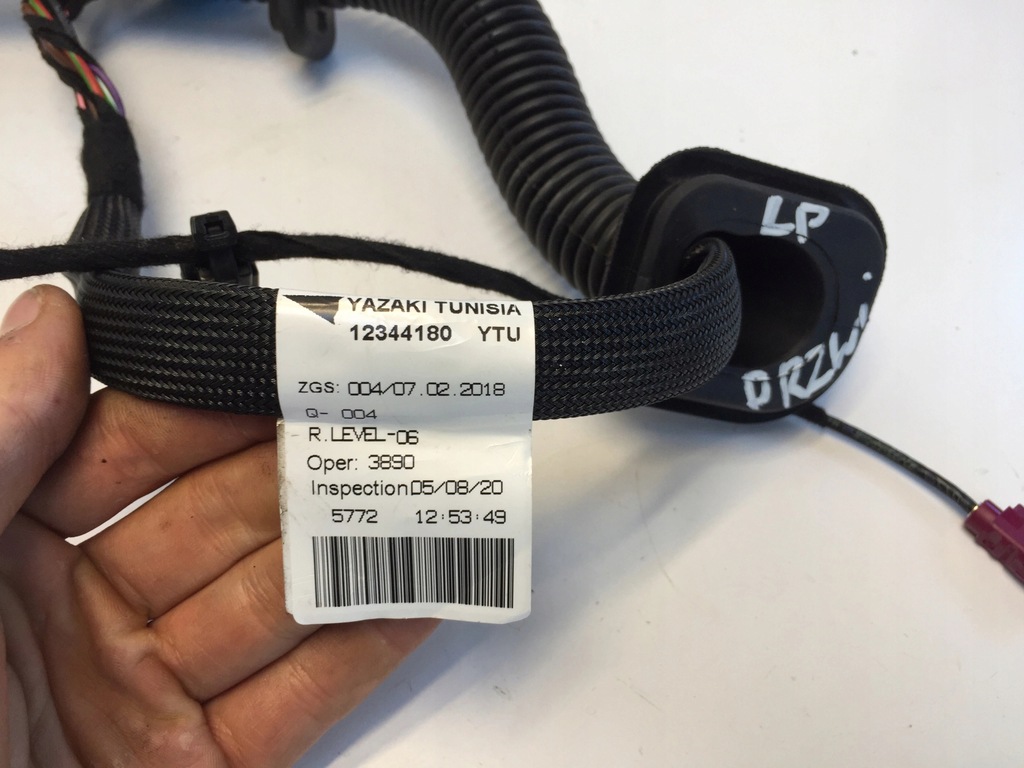 YAZAKI TUNISIA
12344180 YTU
ZGS: 004/07.02.2018
Q- 004
R.LEVEL-06
Oper: 3890
Inspection05/08/20
5772 12:53:49
LP